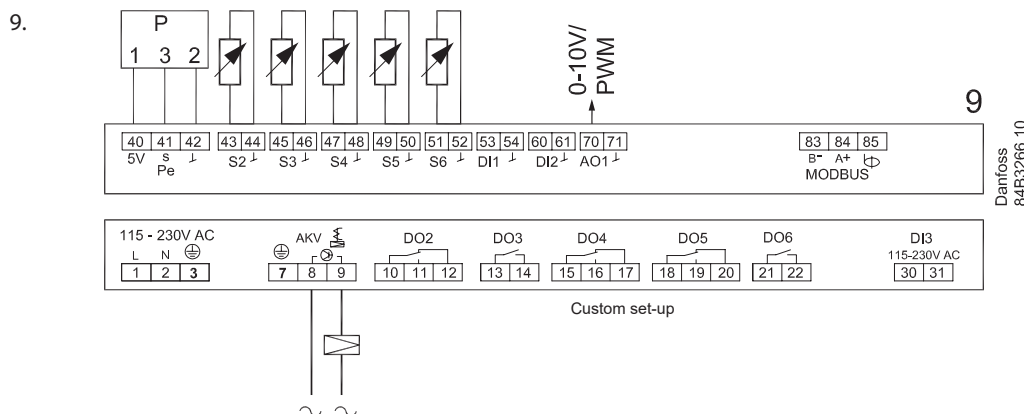 9.
P
1 3 2
0-10V/
PWM
9
40 41 42 43 44 45 46 47 48 49 50 51 52 53 54 60 61 70 71 83 84 85
5V s ⊥ S2 ⊥ S3 ⊥ S4 ⊥ S5 ⊥ S6 ⊥ DI1 ⊥ DI2 ⊥ AO1 ⊥ B- A+
Pe MODBUS
Danfoss
84B3266.10
115 - 230V AC AKV DO2 DO3 DO4 DO5 DO6 DI3
L N 115-230V AC
1 2 3 7 8 9 10 11 12 13 14 15 16 17 18 19 20 21 22 30 31
Custom set-up